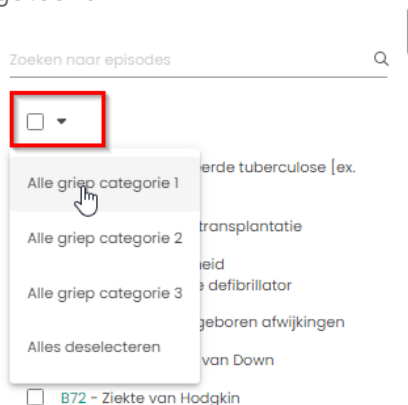 Zoeken naar episodes
Alle griep categorie 1
erde tuberculose [ex.
transplantatie
Alle griep categorie 2
heid
defibrillator
Alle griep categorie 3
geboren afwijkingen
Alles deselecteren
van Down
B72 - Ziekte van Hodgkin